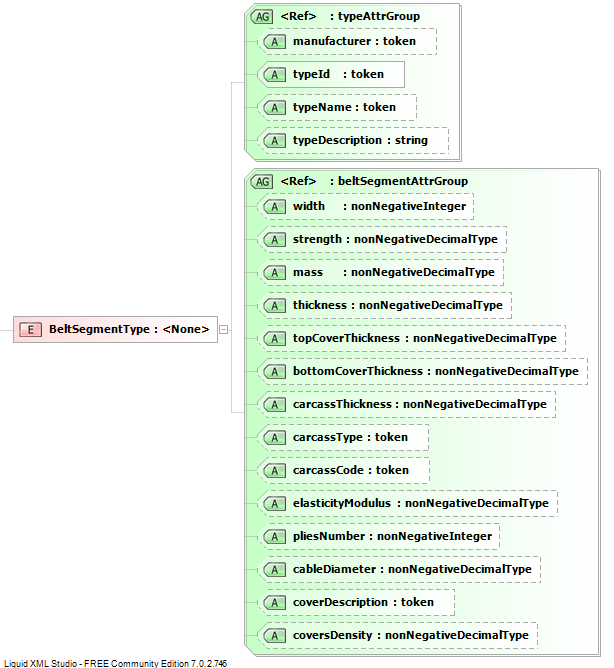 AG <Ref> : typeAttrGroup
A manufacturer : token
A typeId : token
A typeName : token
A typeDescription : string
AG <Ref> : beltSegmentAttrGroup
A width : nonNegativeInteger
A strength : nonNegativeDecimalType
A mass : nonNegativeDecimalType
A thickness : nonNegativeDecimalType
E BeltSegmentType : <None>
A topCoverThickness : nonNegativeDecimalType
A bottomCoverThickness : nonNegativeDecimalType
A carcassThickness : nonNegativeDecimalType
A carcassType : token
A carcassCode : token
A elasticityModulus : nonNegativeDecimalType
A pliesNumber : nonNegativeInteger
A cableDiameter : nonNegativeDecimalType
A coverDescription : token
A coversDensity : nonNegativeDecimalType
Liquid XML Studio - FREE Community Edition 7.0.2.746